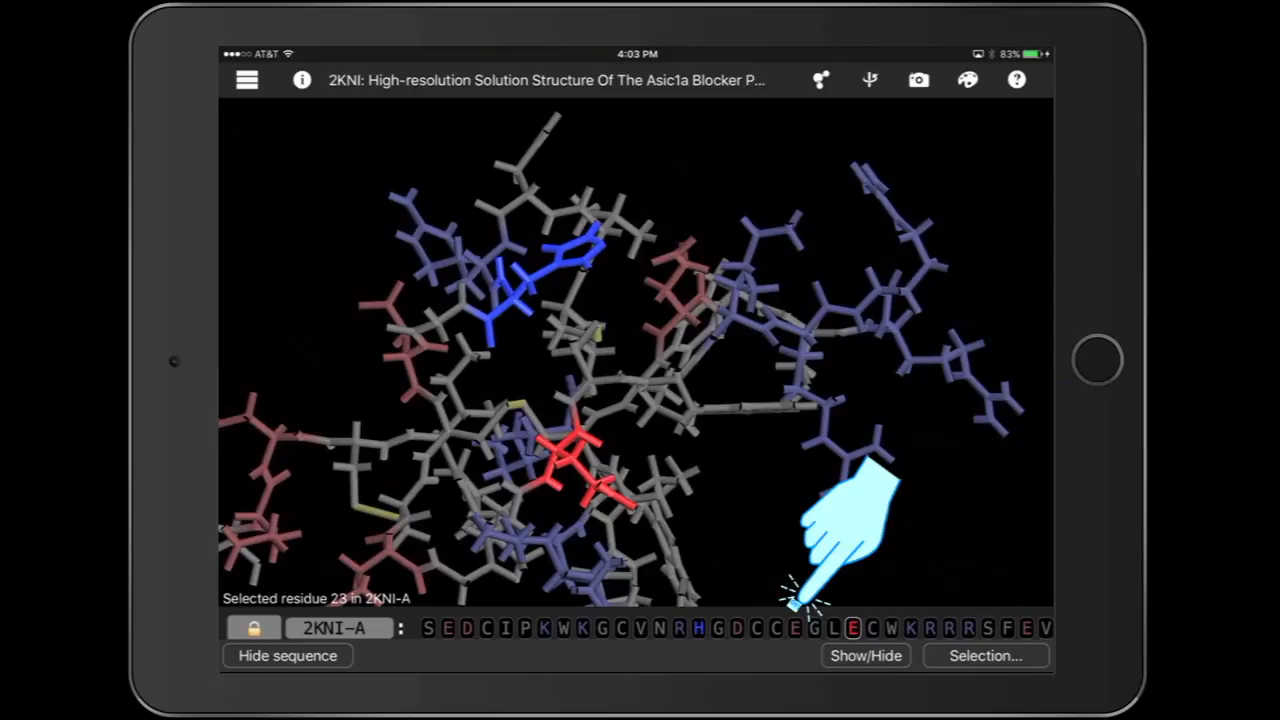 AT&T 4:03 PM 83%
2KNI: High-resolution Solution Structure Of The Asic1a Blocker P...
Selected residue 23 in 2KNI-A
2KNI-A : S E D C I P K W K G C V N R H G D C C E G L E C W K R R R S F E V
Hide sequence Show/Hide Selection...